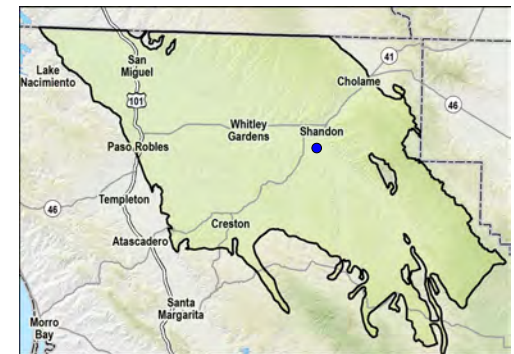 San
Miguel
41
Lake
Nacimiento
Cholame
101
46
Whitley
Gardens
Shandon
Paso Robles
Templeton
46
Creston
Atascadero
Santa
Margarita
Morro
Bay